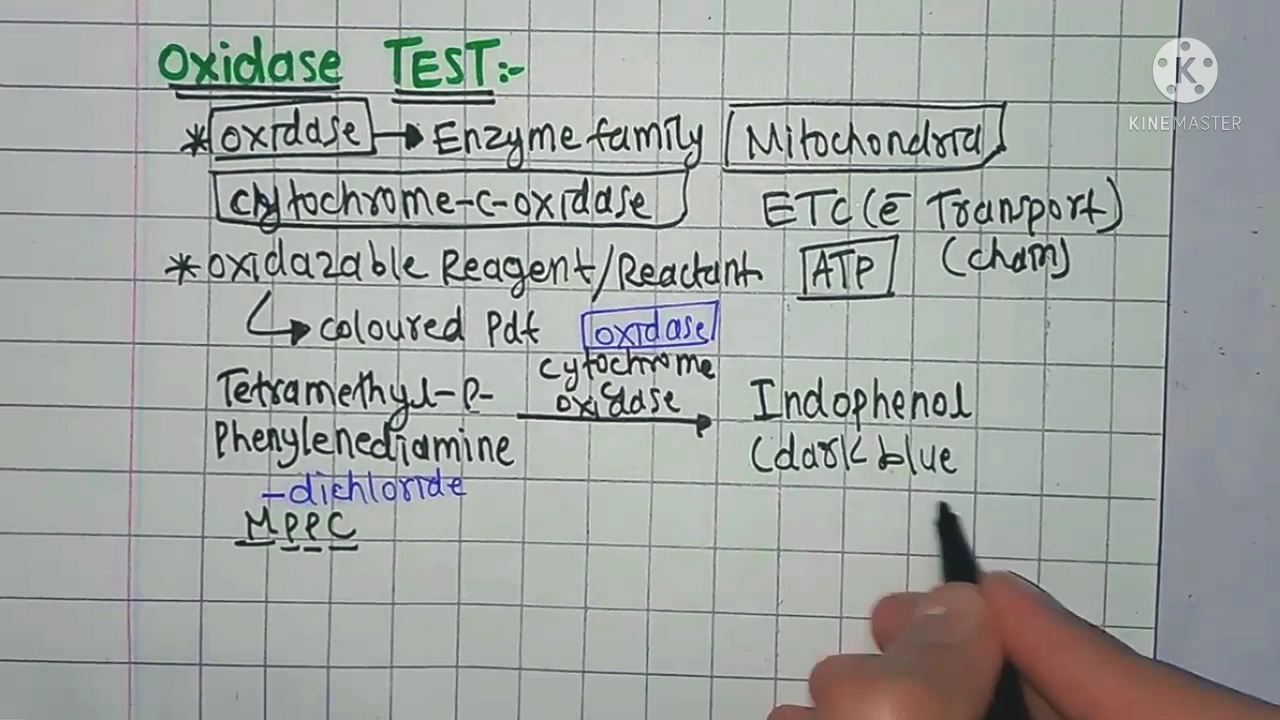 Oxidase TEST:-
*oxidase → Enzyme family Mitochondria
cytochrome-c-oxidase ETC (e̅ Transport)
(chain)
*oxidazable Reagent/Reactant ATP
↳ coloured Pdt oxidase
Tetramethyl-P-
Phenylenediamine
-dichloride
MPPC
cytochrome
c
oxidase
→
Indophenol
(dark blue
K
KINEMASTER